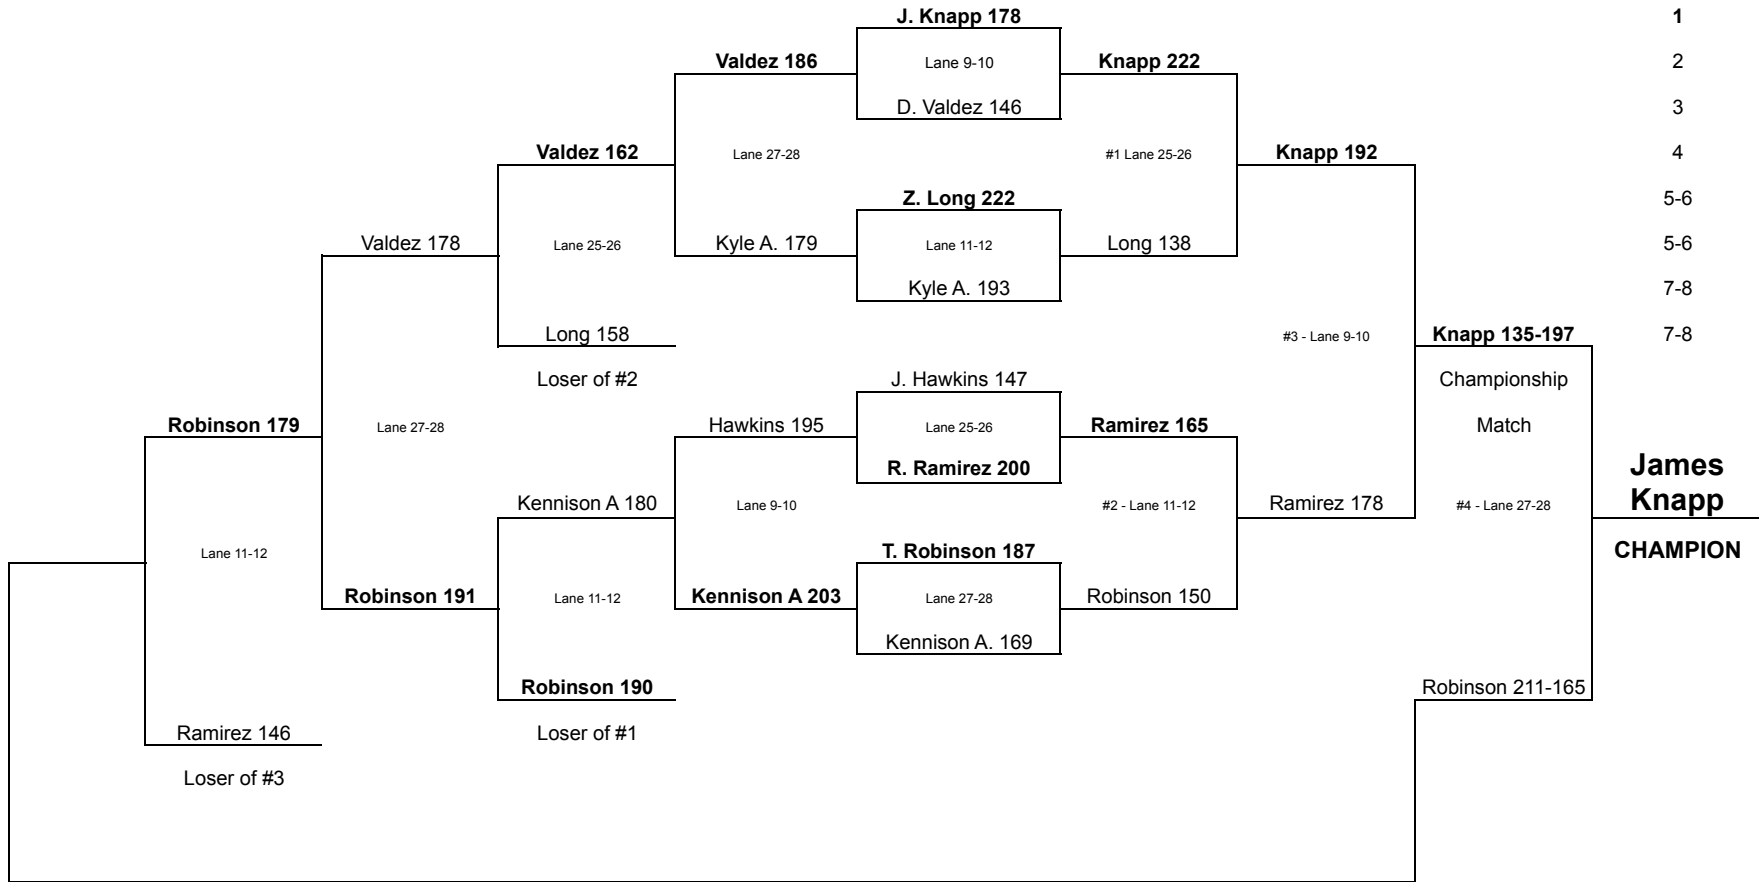 J. Knapp 178
1
Valdez 186
Lane 9-10
Knapp 222
2
D. Valdez 146
3
Valdez 162
Lane 27-28
#1 Lane 25-26
Knapp 192
4
Z. Long 222
5-6
Valdez 178
Lane 25-26
Kyle A. 179
Lane 11-12
Long 138
5-6
Kyle A. 193
7-8
Long 158
#3 - Lane 9-10
Knapp 135-197
7-8
Loser of #2
J. Hawkins 147
Championship
Robinson 179
Lane 27-28
Hawkins 195
Lane 25-26
Ramirez 165
Match
R. Ramirez 200
James
Knapp
Kennison A 180
Lane 9-10
#2 - Lane 11-12
Ramirez 178
#4 - Lane 27-28
Lane 11-12
T. Robinson 187
CHAMPION
Robinson 191
Lane 11-12
Kennison A 203
Lane 27-28
Robinson 150
Kennison A. 169
Robinson 190
Robinson 211-165
Ramirez 146
Loser of #1
Loser of #3